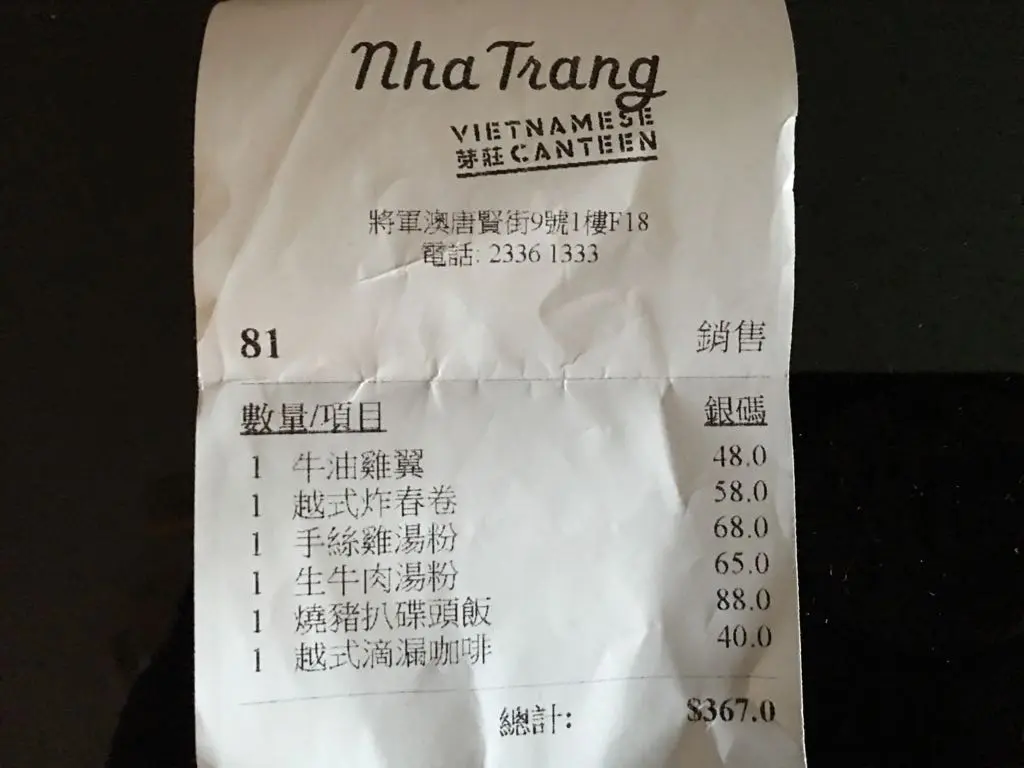 Nha Trang
VIETNAMESE
芽莊 CANTEEN
將軍澳唐賢街9號1樓F18
電話: 2336 1333
81 銷售
數量/項目 銀碼
1 牛油雞翼 48.0
1 越式炸春卷 58.0
1 手絲雞湯粉 68.0
1 生牛肉湯粉 65.0
1 燒豬扒碟頭飯 88.0
1 越式滴漏咖啡 40.0
總計: $367.0